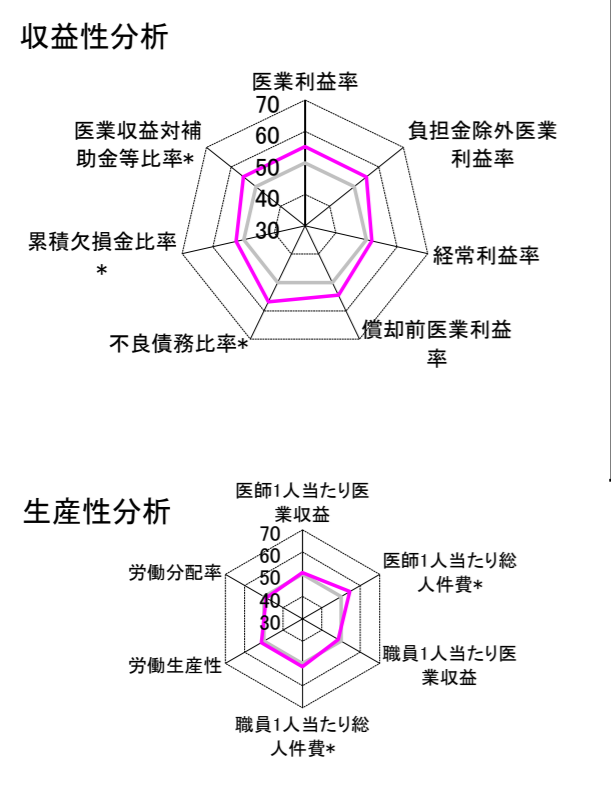 収益性分析
医業利益率
70
60
50
40
30
負担金除外医業
利益率
経常利益率
償却前医業利益
率
不良債務比率*
累積欠損金比率
*
医業収益対補
助金等比率*
生産性分析
医師1人当たり医
業収益
70
60
50
40
30
医師1人当たり総
人件費*
職員1人当たり医
業収益
職員1人当たり総
人件費*
労働生産性
労働分配率